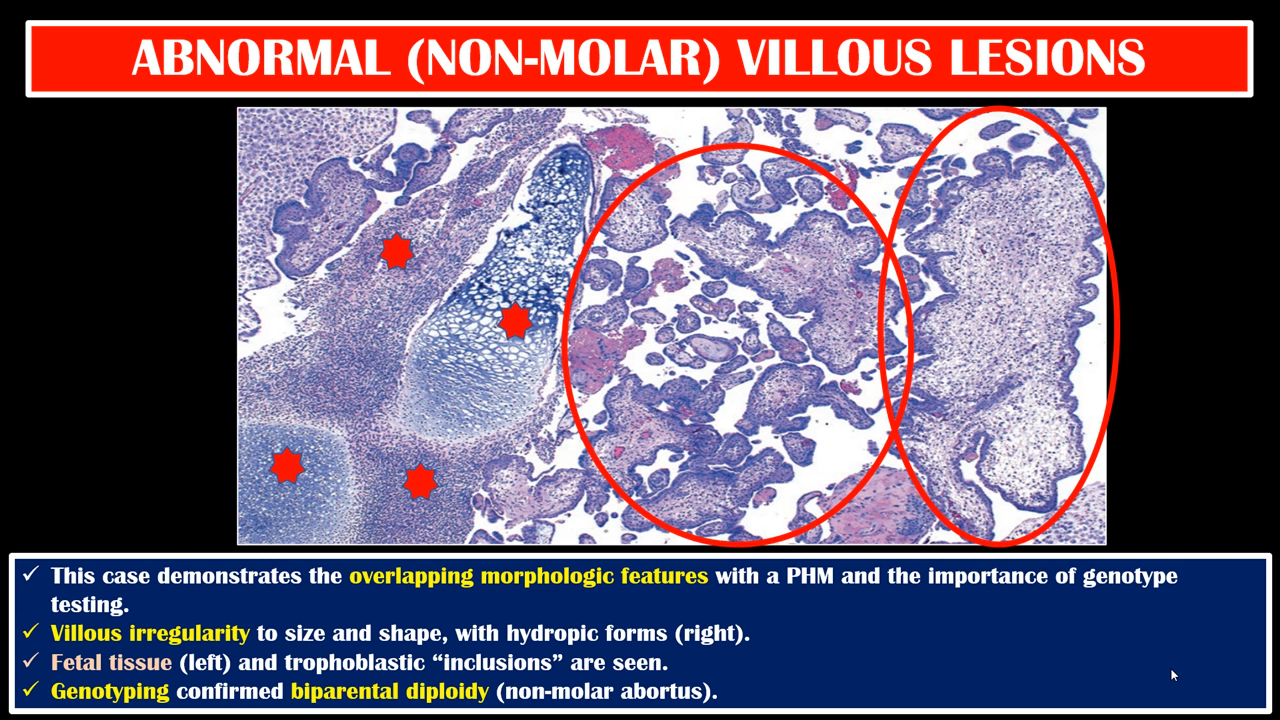 ABNORMAL (NON-MOLAR) VILLOUS LESIONS
✓ This case demonstrates the overlapping morphologic features with a PHM and the importance of genotype
testing.
✓ Villous irregularity to size and shape, with hydropic forms (right).
✓ Fetal tissue (left) and trophoblastic “inclusions” are seen.
✓ Genotyping confirmed biparental diploidy (non-molar abortus).